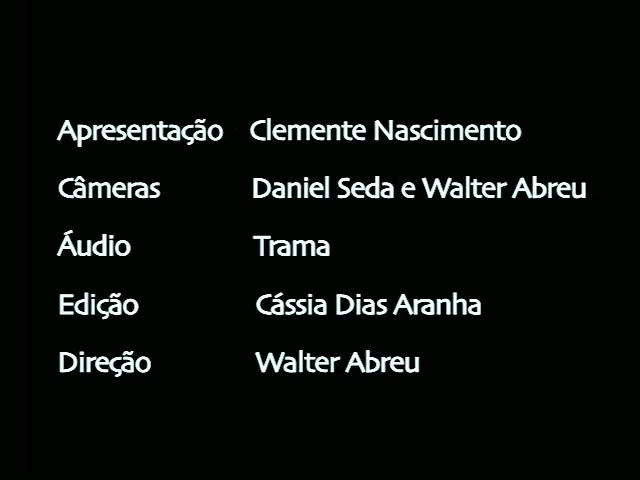 Apresentação Clemente Nascimento
Câmeras Daniel Seda e Walter Abreu
Áudio Trama
Edição Cássia Dias Aranha
Direção Walter Abreu